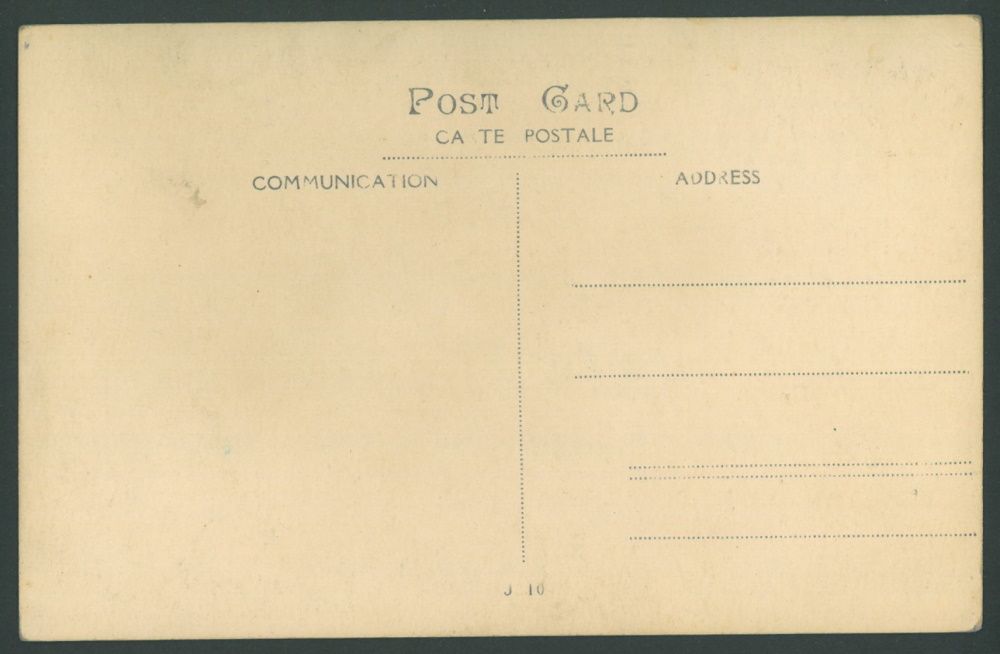 POST CARD
CA TE POSTALE
COMMUNICATION
ADDRESS
J 10